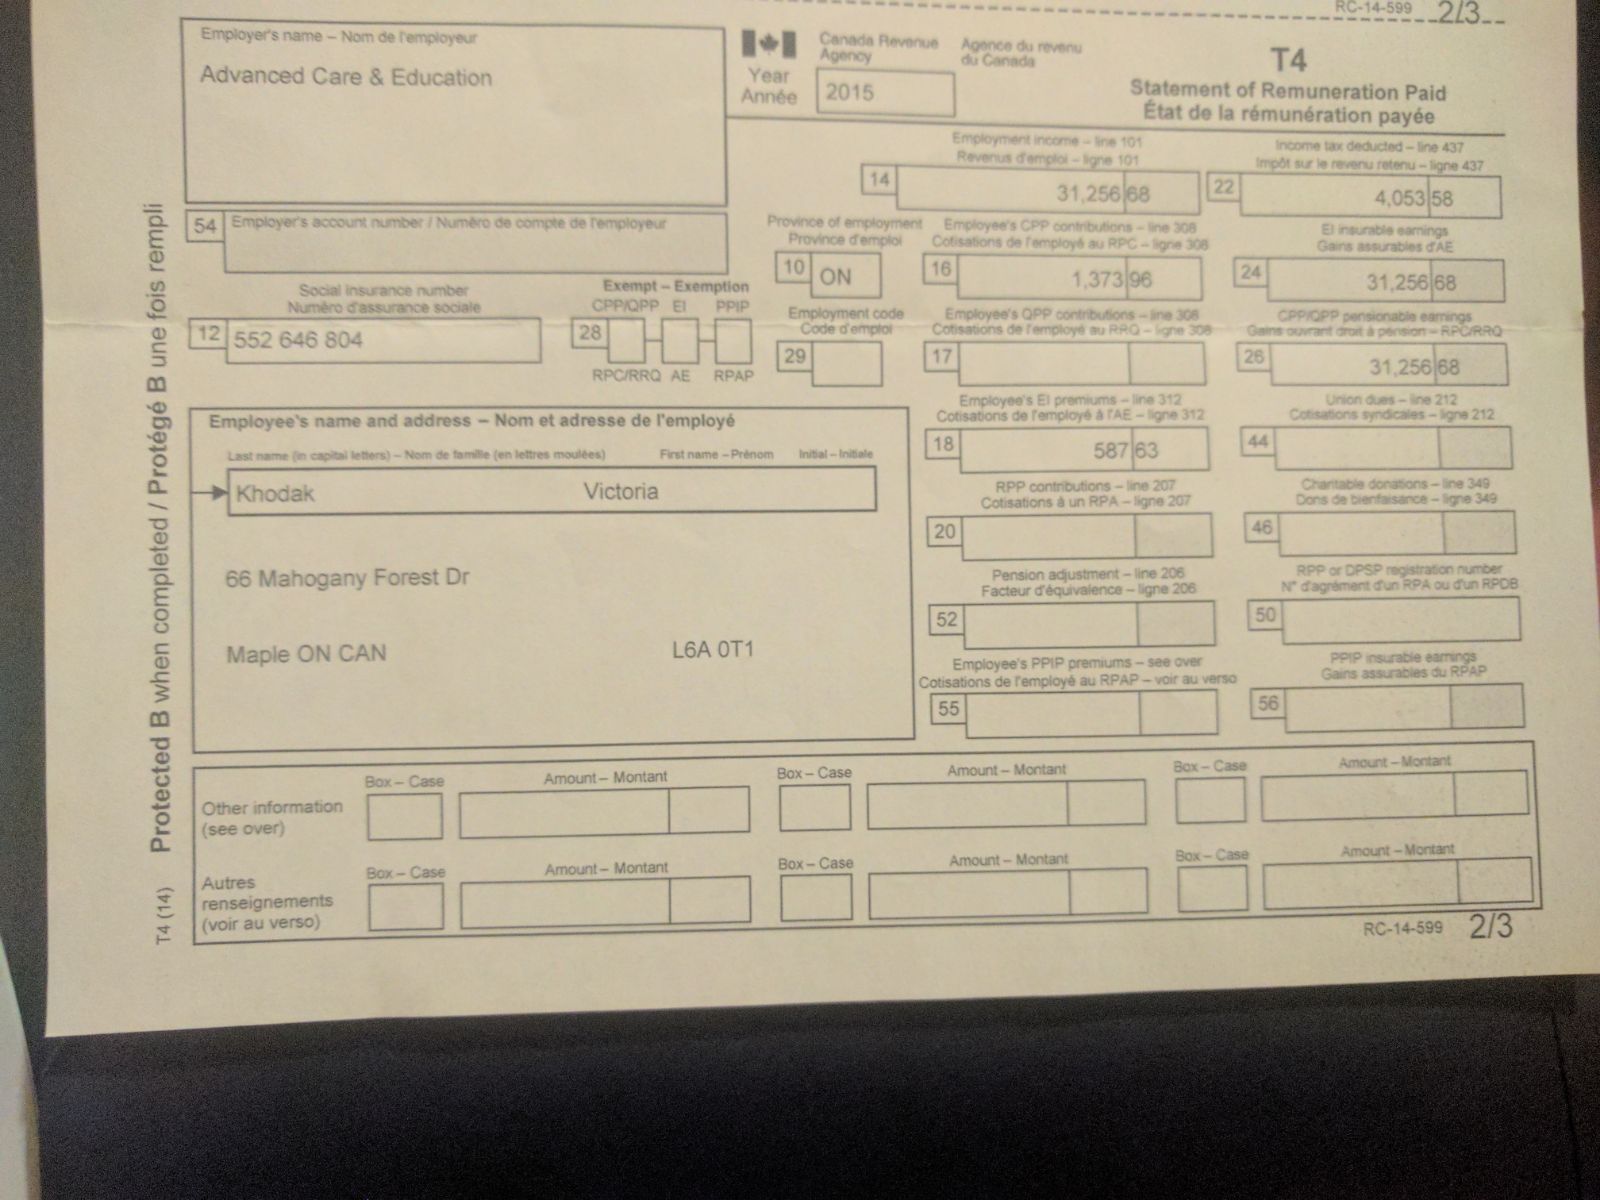 RC-14-599 2/3
Employer's name – Nom de l'employeur
Advanced Care & Education
Canada Revenue Agency
Agence du revenu du Canada
Year
Année
2015
T4
Statement of Remuneration Paid
État de la rémunération payée
Employment income – line 101
Revenus d'emploi – ligne 101
14 31,256 68
Income tax deducted – line 437
Impôt sur le revenu retenu – ligne 437
22 4,053 58
54 Employer's account number / Numéro de compte de l'employeur
Province of employment
Province d'emploi
10 ON
Employee's CPP contributions – line 308
Cotisations de l'employé au RPC – ligne 308
16 1,373 96
EI insurable earnings
Gains assurables d'AE
24 31,256 68
Social insurance number
Numéro d'assurance sociale
12 552 646 804
Exempt – Exemption
CPP/QPP EI PPIP
28
RPC/RRQ AE RPAP
Employment code
Code d'emploi
29
Employee's QPP contributions – line 308
Cotisations de l'employé au RRQ – ligne 308
17
CPP/QPP pensionable earnings
Gains ouvrant droit à pension – RPC/RRQ
26 31,256 68
Employee's name and address – Nom et adresse de l'employé
Last name (in capital letters) – Nom de famille (en lettres moulées) First name – Prénom Initial – Initiale
Khodak Victoria
66 Mahogany Forest Dr
Maple ON CAN L6A 0T1
Employee's EI premiums – line 312
Cotisations de l'employé à l'AE – ligne 312
18 587 63
Union dues – line 212
Cotisations syndicales – ligne 212
44
RPP contributions – line 207
Cotisations à un RPA – ligne 207
20
Charitable donations – line 349
Dons de bienfaisance – ligne 349
46
Pension adjustment – line 206
Facteur d'équivalence – ligne 206
52
RPP or DPSP registration number
N° d'agrément d'un RPA ou d'un RPDB
50
Employee's PPIP premiums – see over
Cotisations de l'employé au RPAP – voir au verso
55
PPIP insurable earnings
Gains assurables du RPAP
56
Box – Case Amount – Montant Box – Case Amount – Montant Box – Case Amount – Montant
Other information
(see over)
Box – Case Amount – Montant Box – Case Amount – Montant Box – Case Amount – Montant
Autres
renseignements
(voir au verso)
RC-14-599 2/3
T4 (14) Protected B when completed / Protégé B une fois rempli